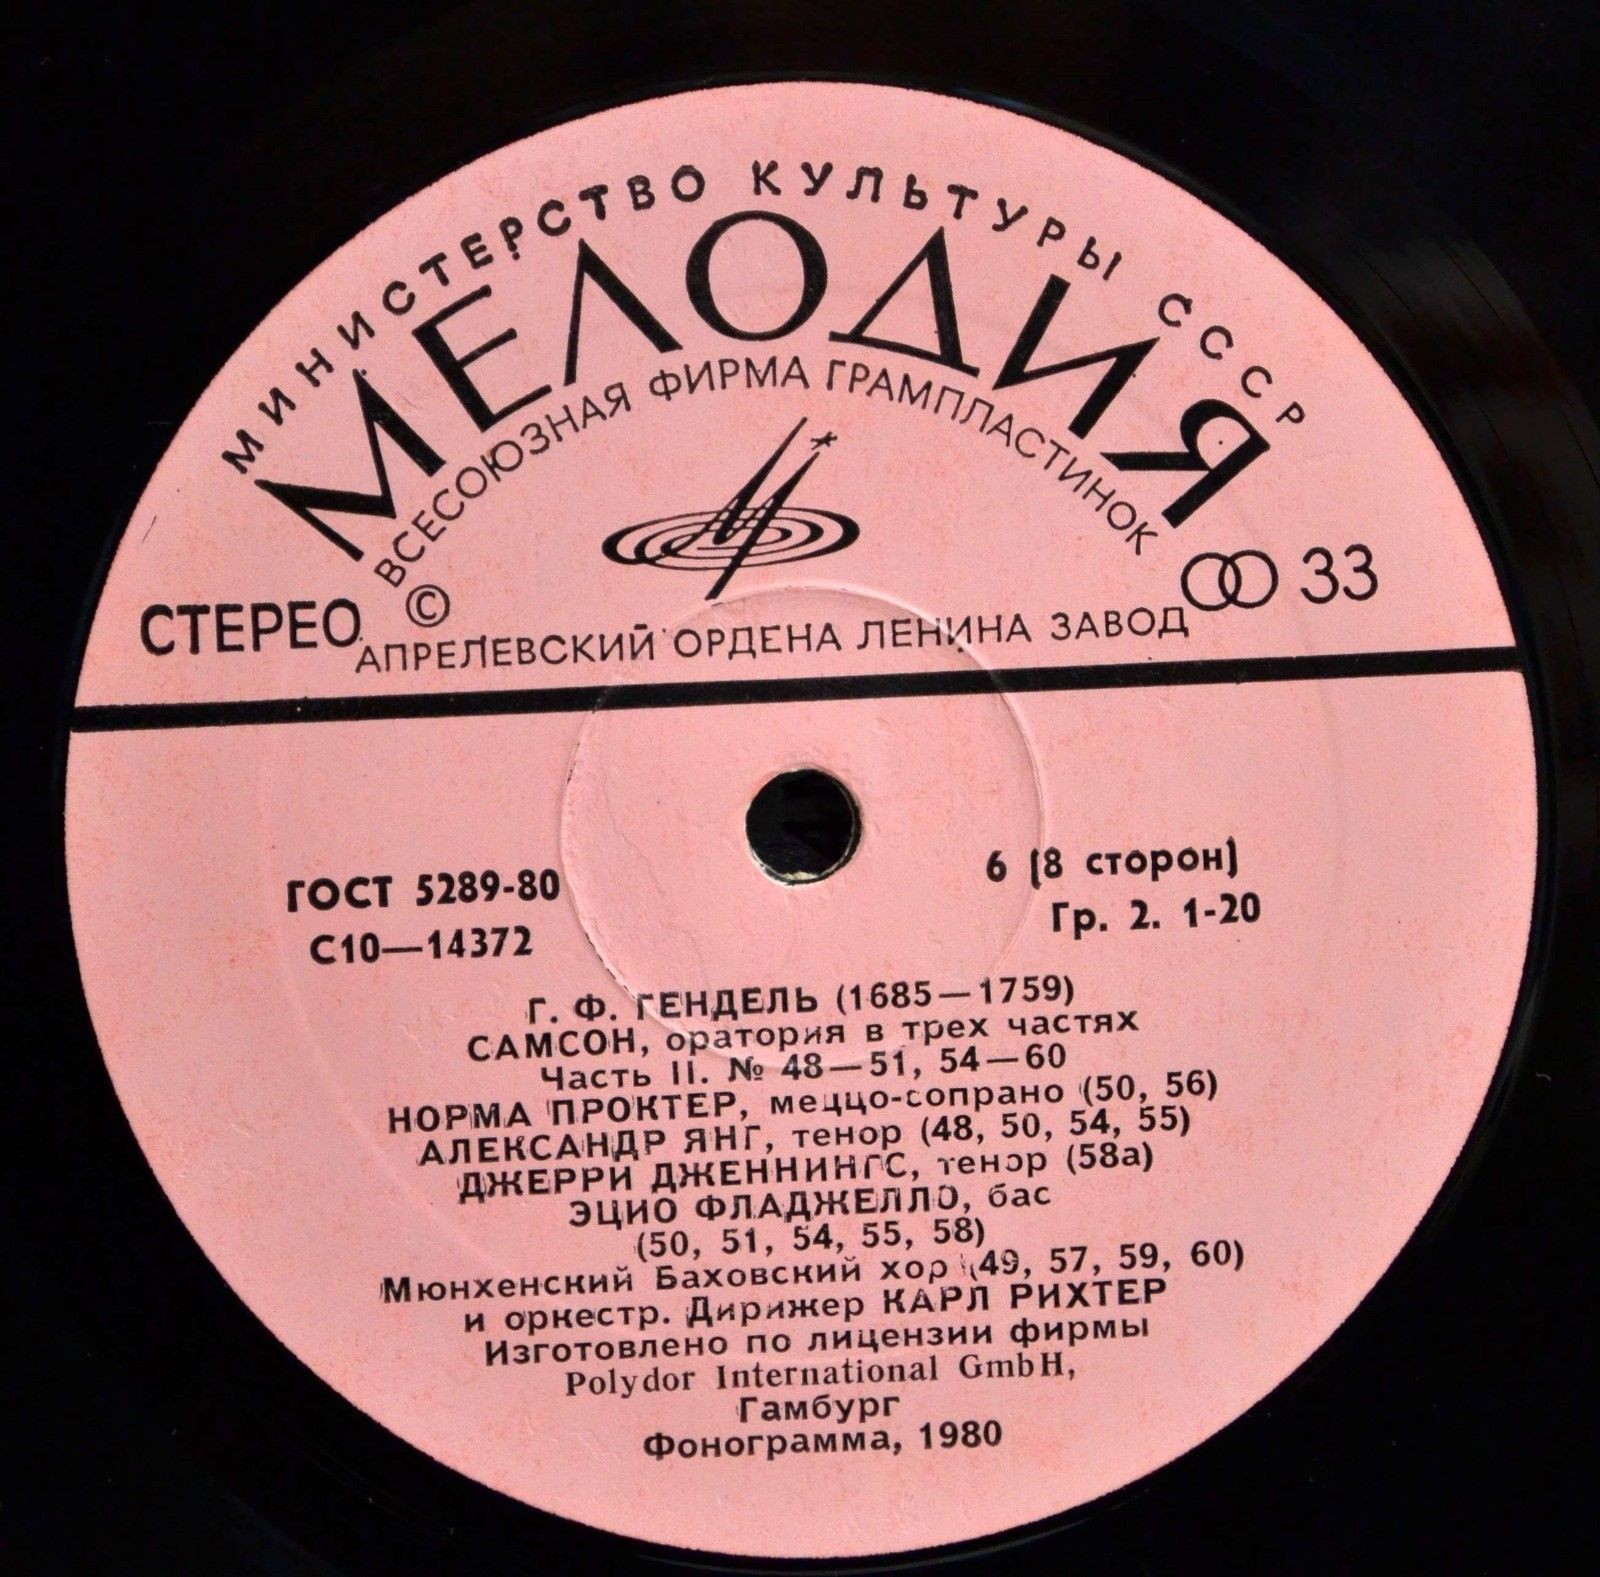 МИНИСТЕРСТВО КУЛЬТУРЫ СССР
МЕЛОДИЯ
ВСЕСОЮЗНАЯ ФИРМА ГРАМПЛАСТИНОК
СТЕРЕО
©
33
АПРЕЛЕВСКИЙ ОРДЕНА ЛЕНИНА ЗАВОД
ГОСТ 5289-80
6 (8 сторон)
С10—14372
Гр. 2. 1-20
Г. Ф. ГЕНДЕЛЬ (1685—1759)
САМСОН, оратория в трех частях
Часть II. № 48—51, 54—60
НОРМА ПРОКТЕР, меццо-сопрано (50, 56)
АЛЕКСАНДР ЯНГ, тенор (48, 50, 54, 55)
ДЖЕРРИ ДЖЕННИНГС, тенор (58а)
ЭЦИО ФЛАДЖЕЛЛО, бас
(50, 51, 54, 55, 58)
Мюнхенский Баховский хор (49, 57, 59, 60)
и оркестр. Дирижер КАРЛ РИХТЕР
Изготовлено по лицензии фирмы
Polydor International GmbH,
Гамбург
Фонограмма, 1980